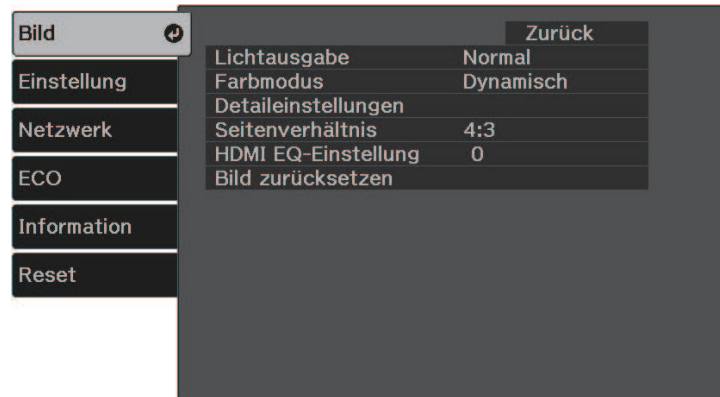 Bild
Einstellung
Netzwerk
ECO
Information
Reset
Zurück
Lichtausgabe Normal
Farbmodus Dynamisch
Detaileinstellungen
Seitenverhältnis 4:3
HDMI EQ-Einstellung 0
Bild zurücksetzen